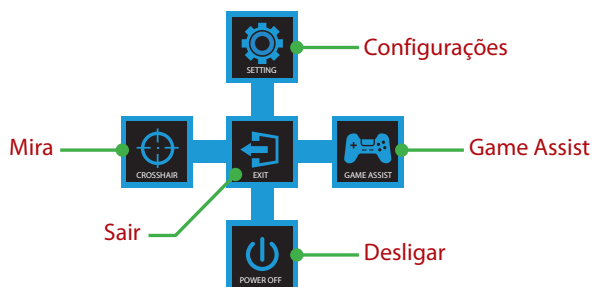 SETTING
Configurações
Mira
CROSSHAIR
EXIT
GAME ASSIST
Game Assist
Sair
POWER OFF
Desligar